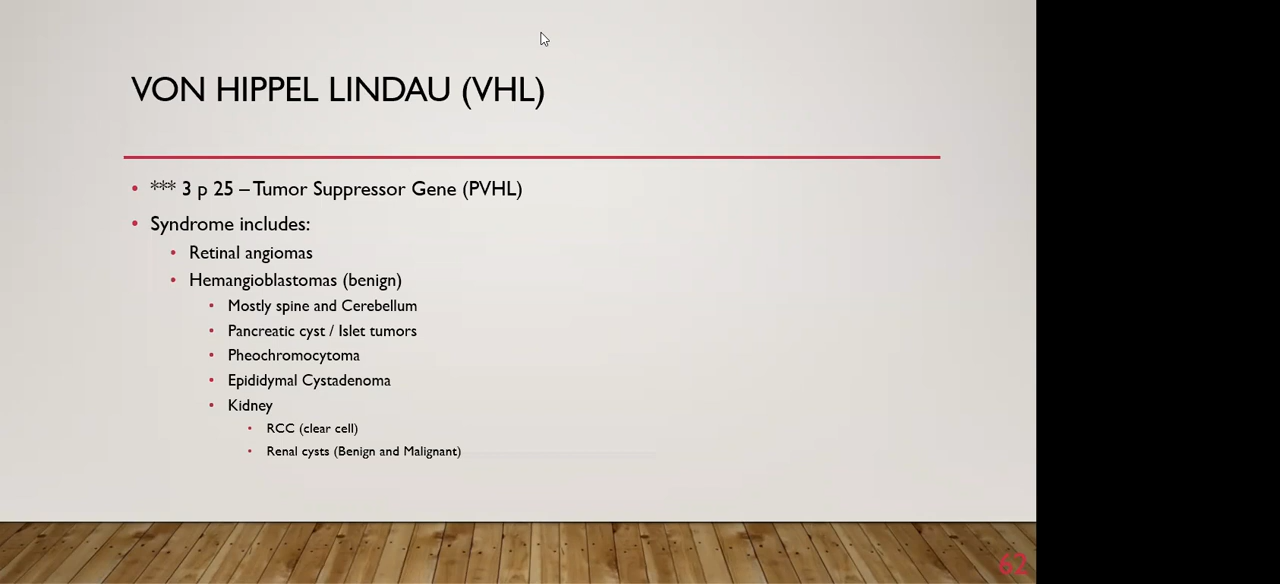 VON HIPPEL LINDAU (VHL)
• *** 3 p 25 – Tumor Suppressor Gene (PVHL)
• Syndrome includes:
• Retinal angiomas
• Hemangioblastomas (benign)
• Mostly spine and Cerebellum
• Pancreatic cyst / Islet tumors
• Pheochromocytoma
• Epididymal Cystadenoma
• Kidney
• RCC (clear cell)
• Renal cysts (Benign and Malignant)
62